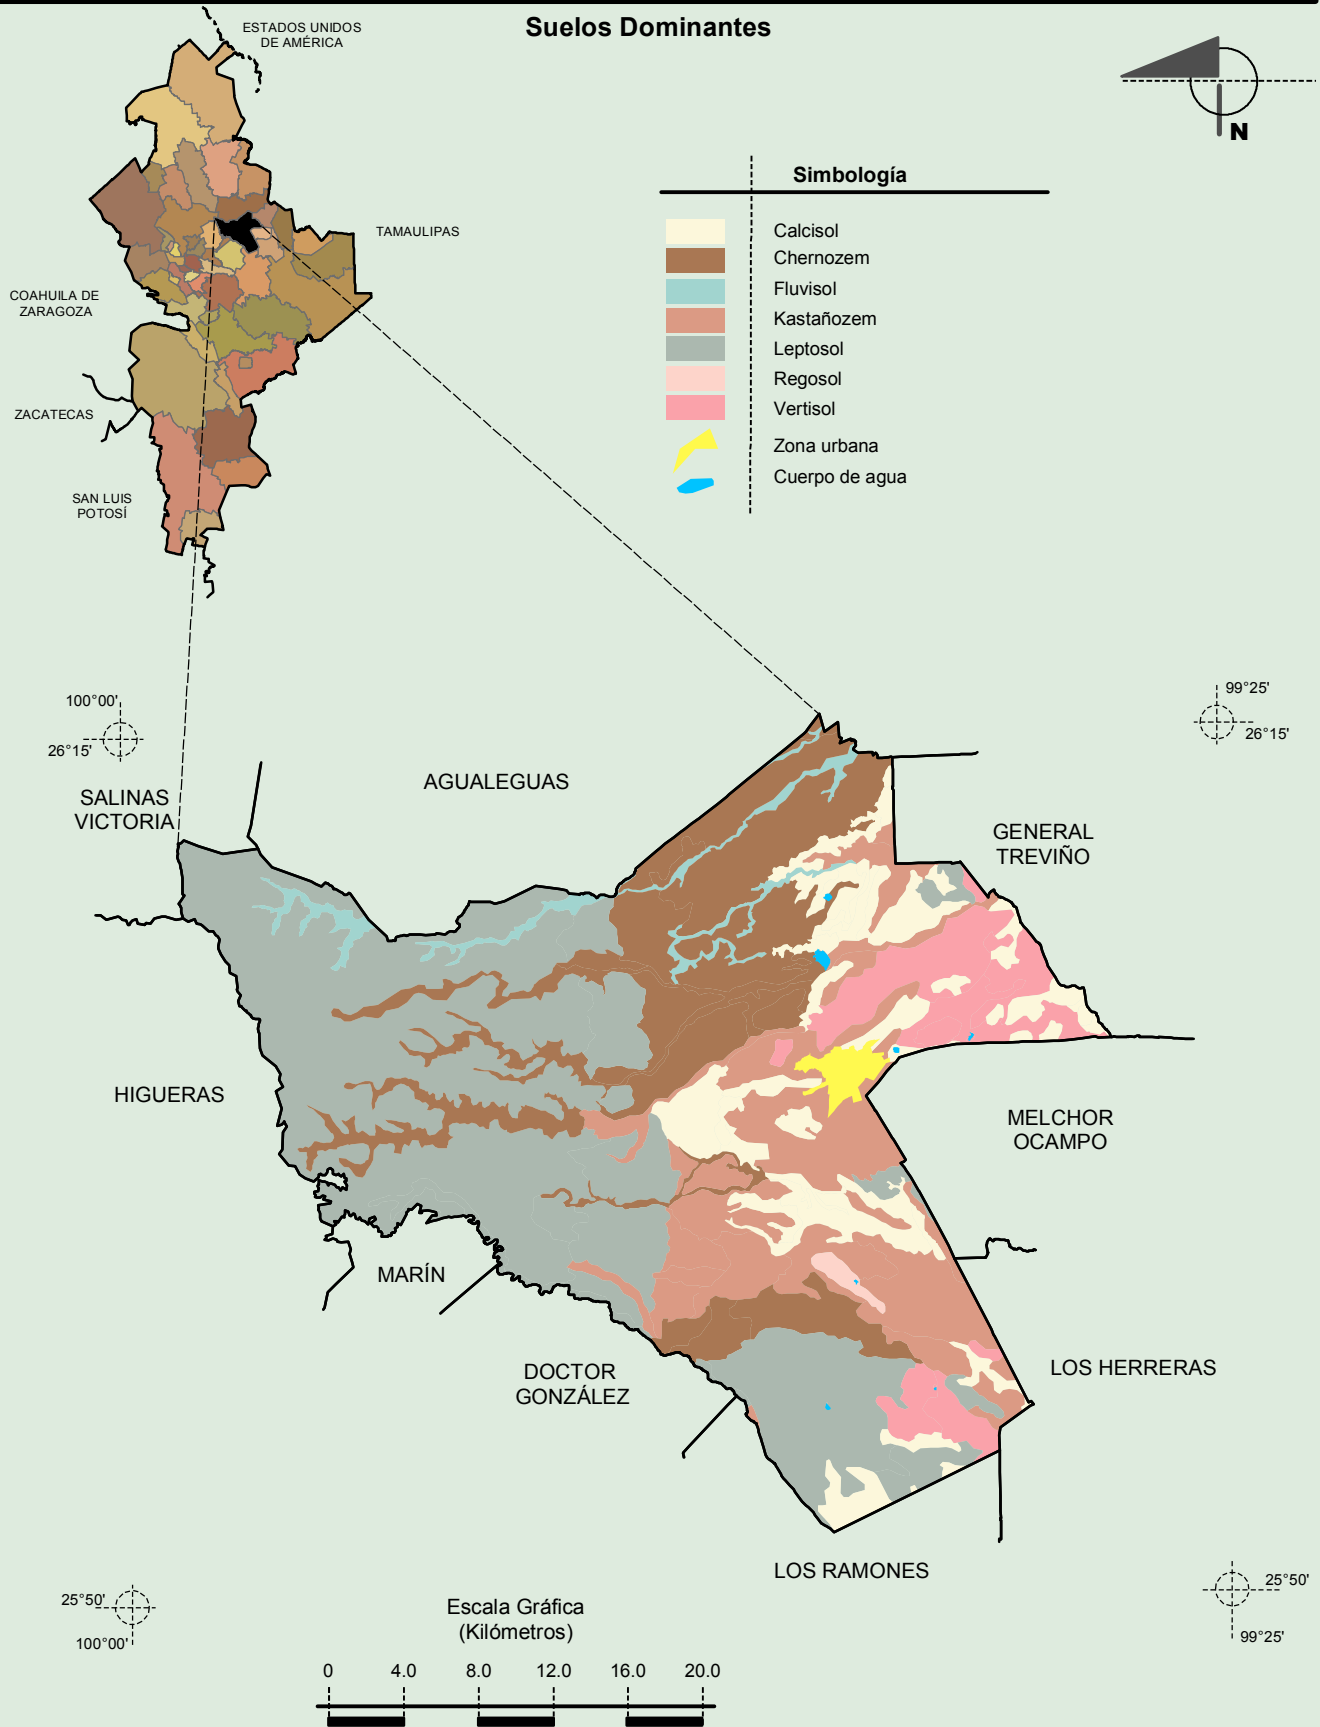 Suelos Dominantes
ESTADOS UNIDOS
DE AMÉRICA
TAMAULIPAS
COAHUILA DE
ZARAGOZA
ZACATECAS
SAN LUIS
POTOSÍ
N
Simbología
Calcisol
Chernozem
Fluvisol
Kastañozem
Leptosol
Regosol
Vertisol
Zona urbana
Cuerpo de agua
100°00'
26°15'
99°25'
26°15'
SALINAS
VICTORIA
AGUALEGUAS
GENERAL
TREVIÑO
HIGUERAS
MELCHOR
OCAMPO
MARÍN
DOCTOR
GONZÁLEZ
LOS HERRERAS
LOS RAMONES
25°50'
100°00'
25°50'
99°25'
Escala Gráfica
(Kilómetros)
0 4.0 8.0 12.0 16.0 20.0